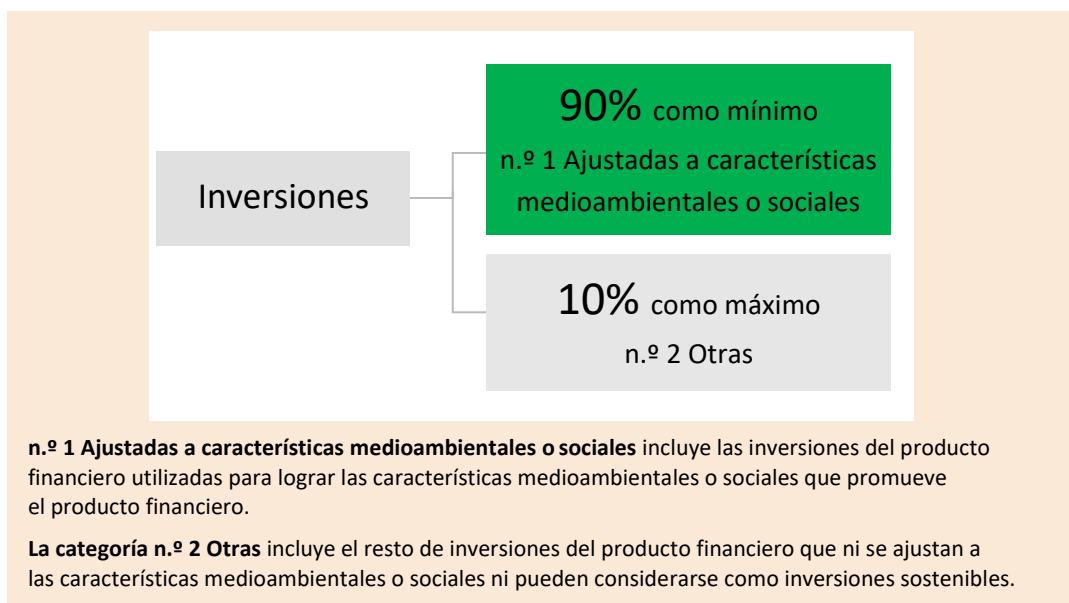 Inversiones
90% como mínimo
n.º 1 Ajustadas a características
medioambientales o sociales
10% como máximo
n.º 2 Otras
n.º 1 Ajustadas a características medioambientales o sociales incluye las inversiones del producto
financiero utilizadas para lograr las características medioambientales o sociales que promueve
el producto financiero.
La categoría n.º 2 Otras incluye el resto de inversiones del producto financiero que ni se ajustan a
las características medioambientales o sociales ni pueden considerarse como inversiones sostenibles.